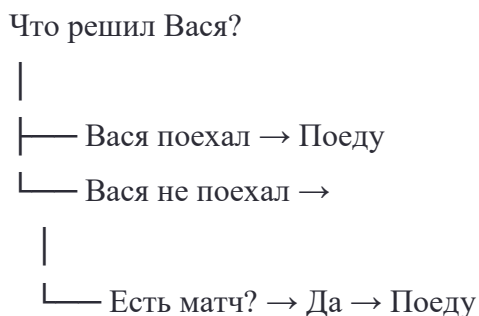 Что решил Вася?
│
├── Вася поехал → Поеду
└── Вася не поехал →
│
└── Есть матч? → Да → Поеду